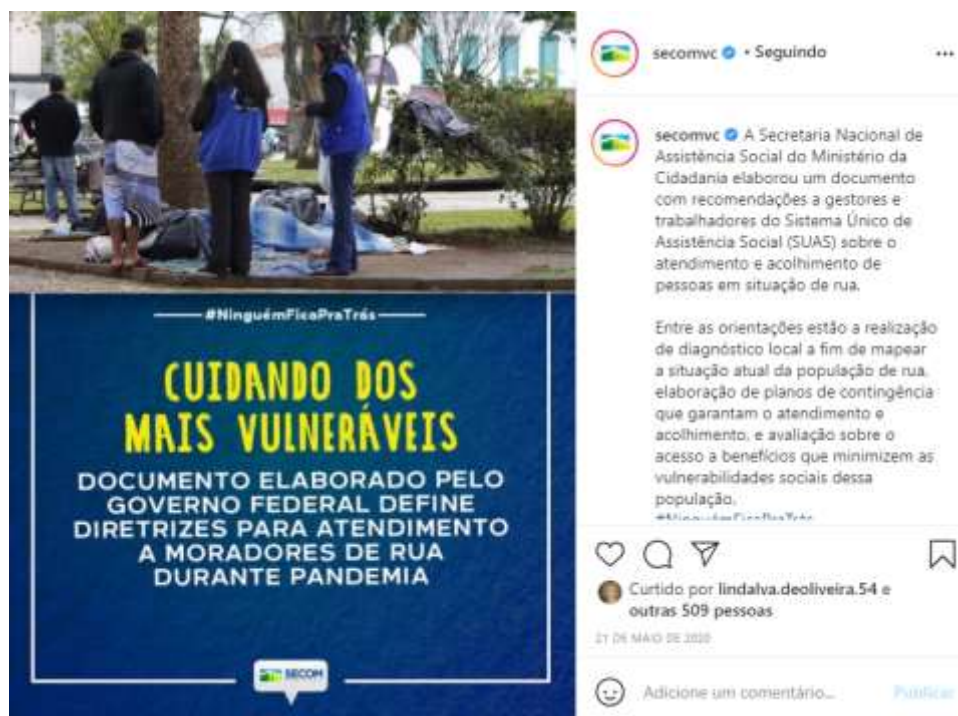 #NinguémFicaPraTrás
CUIDANDO DOS
MAIS VULNERÁVEIS
DOCUMENTO ELABORADO PELO
GOVERNO FEDERAL DEFINE
DIRETRIZES PARA ATENDIMENTO
A MORADORES DE RUA
DURANTE PANDEMIA
SECOM
secomvc • Seguindo
secomvc A Secretaria Nacional de
Assistência Social do Ministério da
Cidadania elaborou um documento
com recomendações a gestores e
trabalhadores do Sistema Único de
Assistência Social (SUAS) sobre o
atendimento e acolhimento de
pessoas em situação de rua.
Entre as orientações estão a realização
de diagnóstico local a fim de mapear
a situação atual da população de rua,
elaboração de planos de contingência
que garantam o atendimento e
acolhimento, e avaliação sobre o
acesso a benefícios que minimizem as
vulnerabilidades sociais dessa
população.
#NinguémFicaPraTrás
Curtido por lindalva.deoliveira.54 e
outras 509 pessoas
21 DE MAIO DE 2020
Adicione um comentário... Publicar